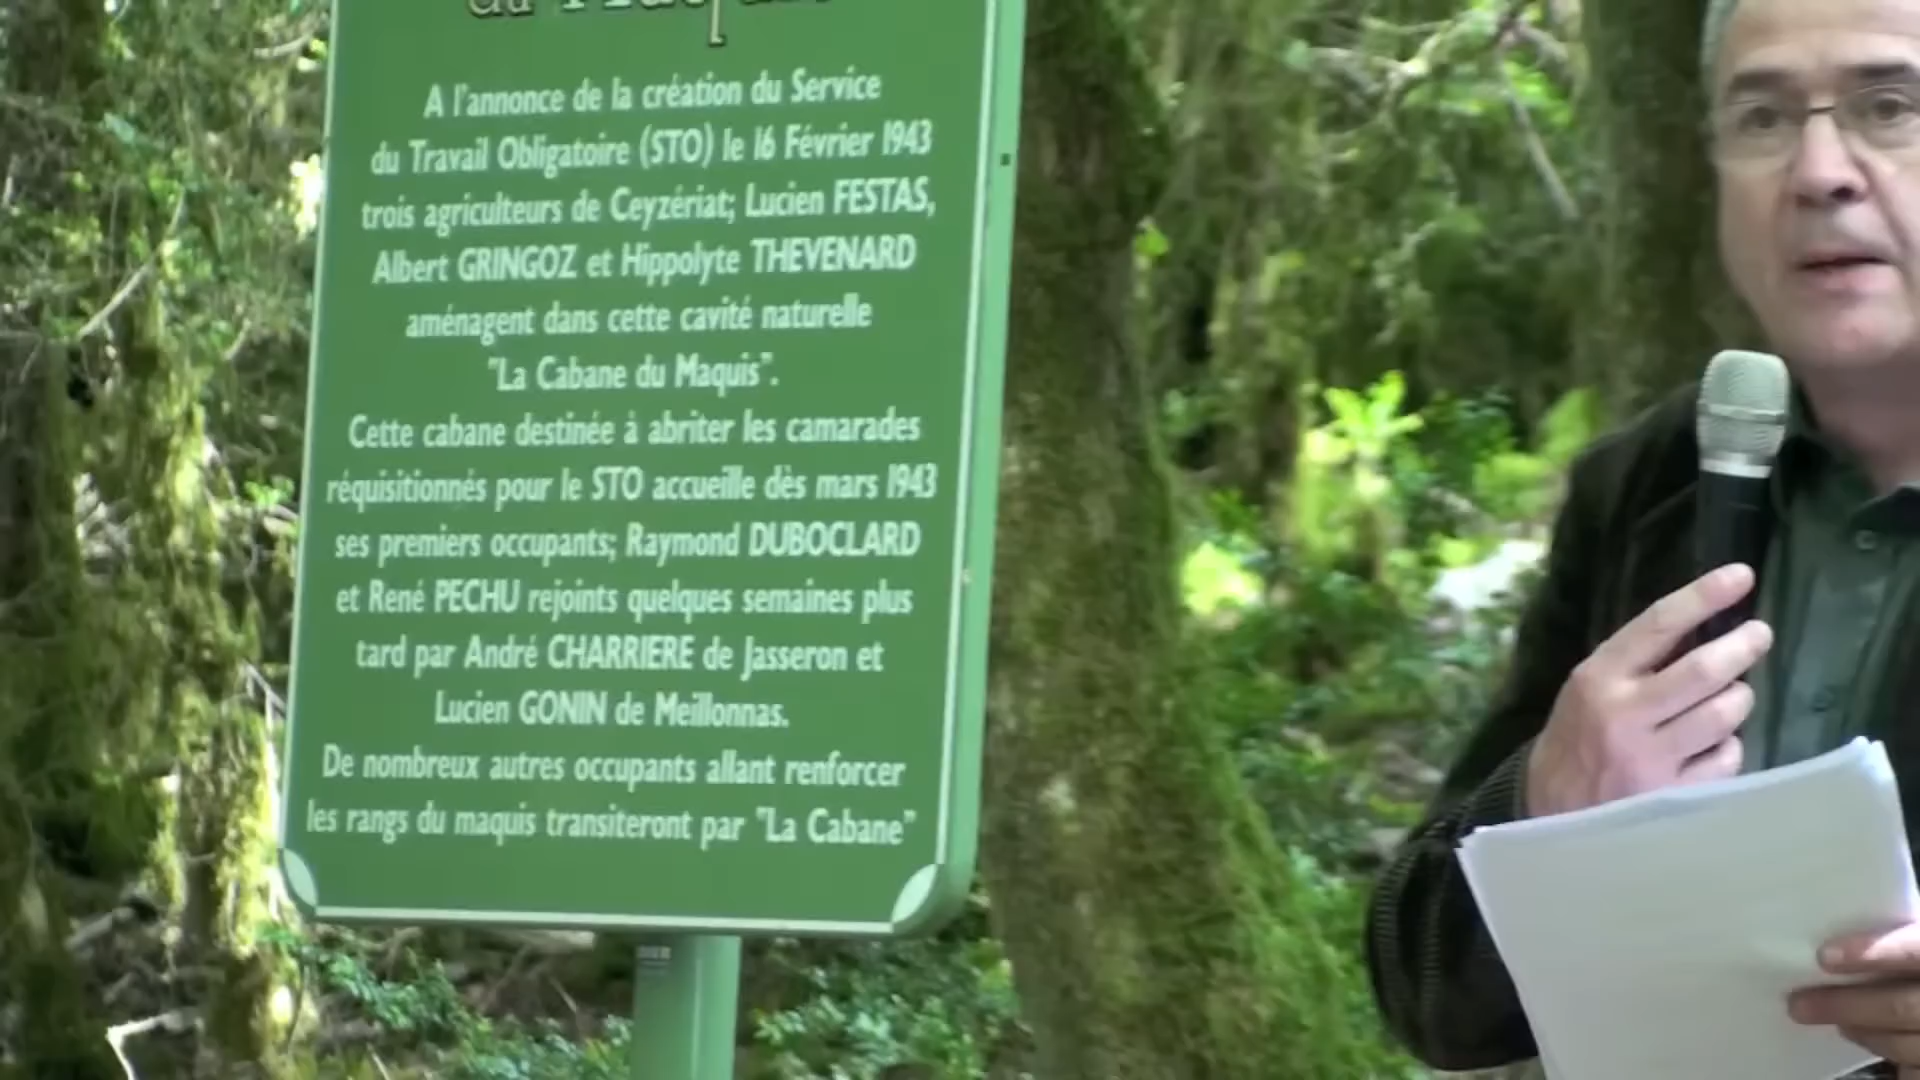 du Maquis
A l'annonce de la création du Service
du Travail Obligatoire (STO) le 16 Février 1943
trois agriculteurs de Ceyzériat; Lucien FESTAS,
Albert GRINGOZ et Hippolyte THEVENARD
aménagent dans cette cavité naturelle
"La Cabane du Maquis".
Cette cabane destinée à abriter les camarades
réquisitionnés pour le STO accueille dès mars 1943
ses premiers occupants; Raymond DUBOCLARD
et René PECHU rejoints quelques semaines plus
tard par André CHARRIERE de Jasseron et
Lucien GONIN de Meillonnas.
De nombreux autres occupants allant renforcer
les rangs du maquis transiteront par "La Cabane"